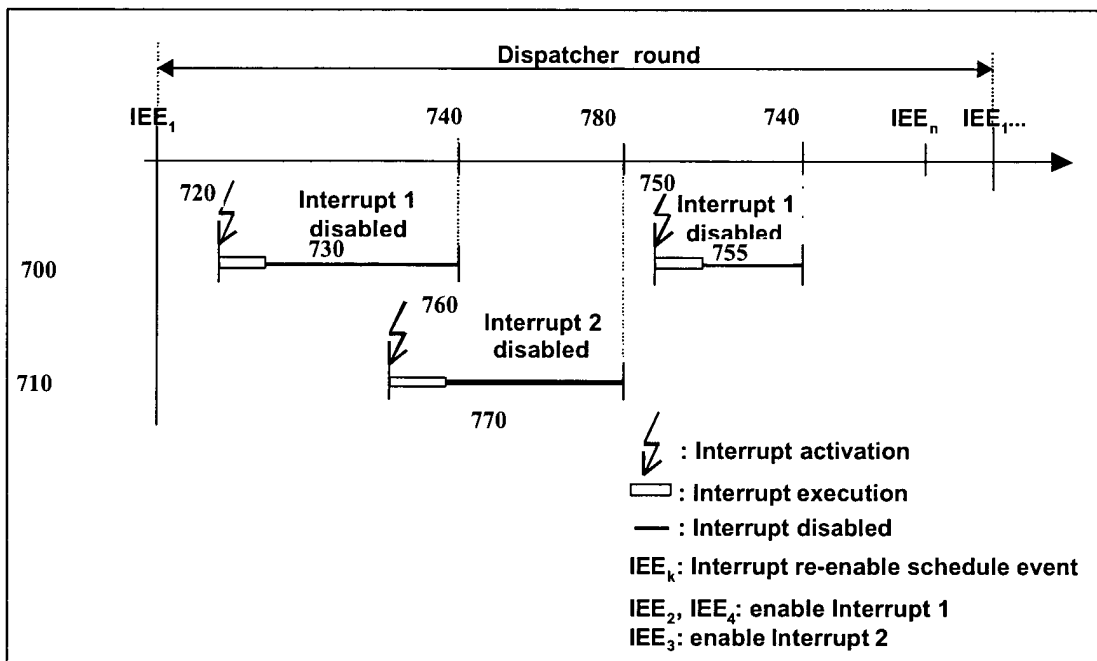 Dispatcher round
IEE1 740 780 740 IEEn IEE1...
720 Interrupt 1 disabled 730
750 Interrupt 1 disabled 755
700
760 Interrupt 2 disabled
710
770
: Interrupt activation
: Interrupt execution
: Interrupt disabled
IEEk: Interrupt re-enable schedule event
IEE2, IEE4: enable Interrupt 1
IEE3: enable Interrupt 2